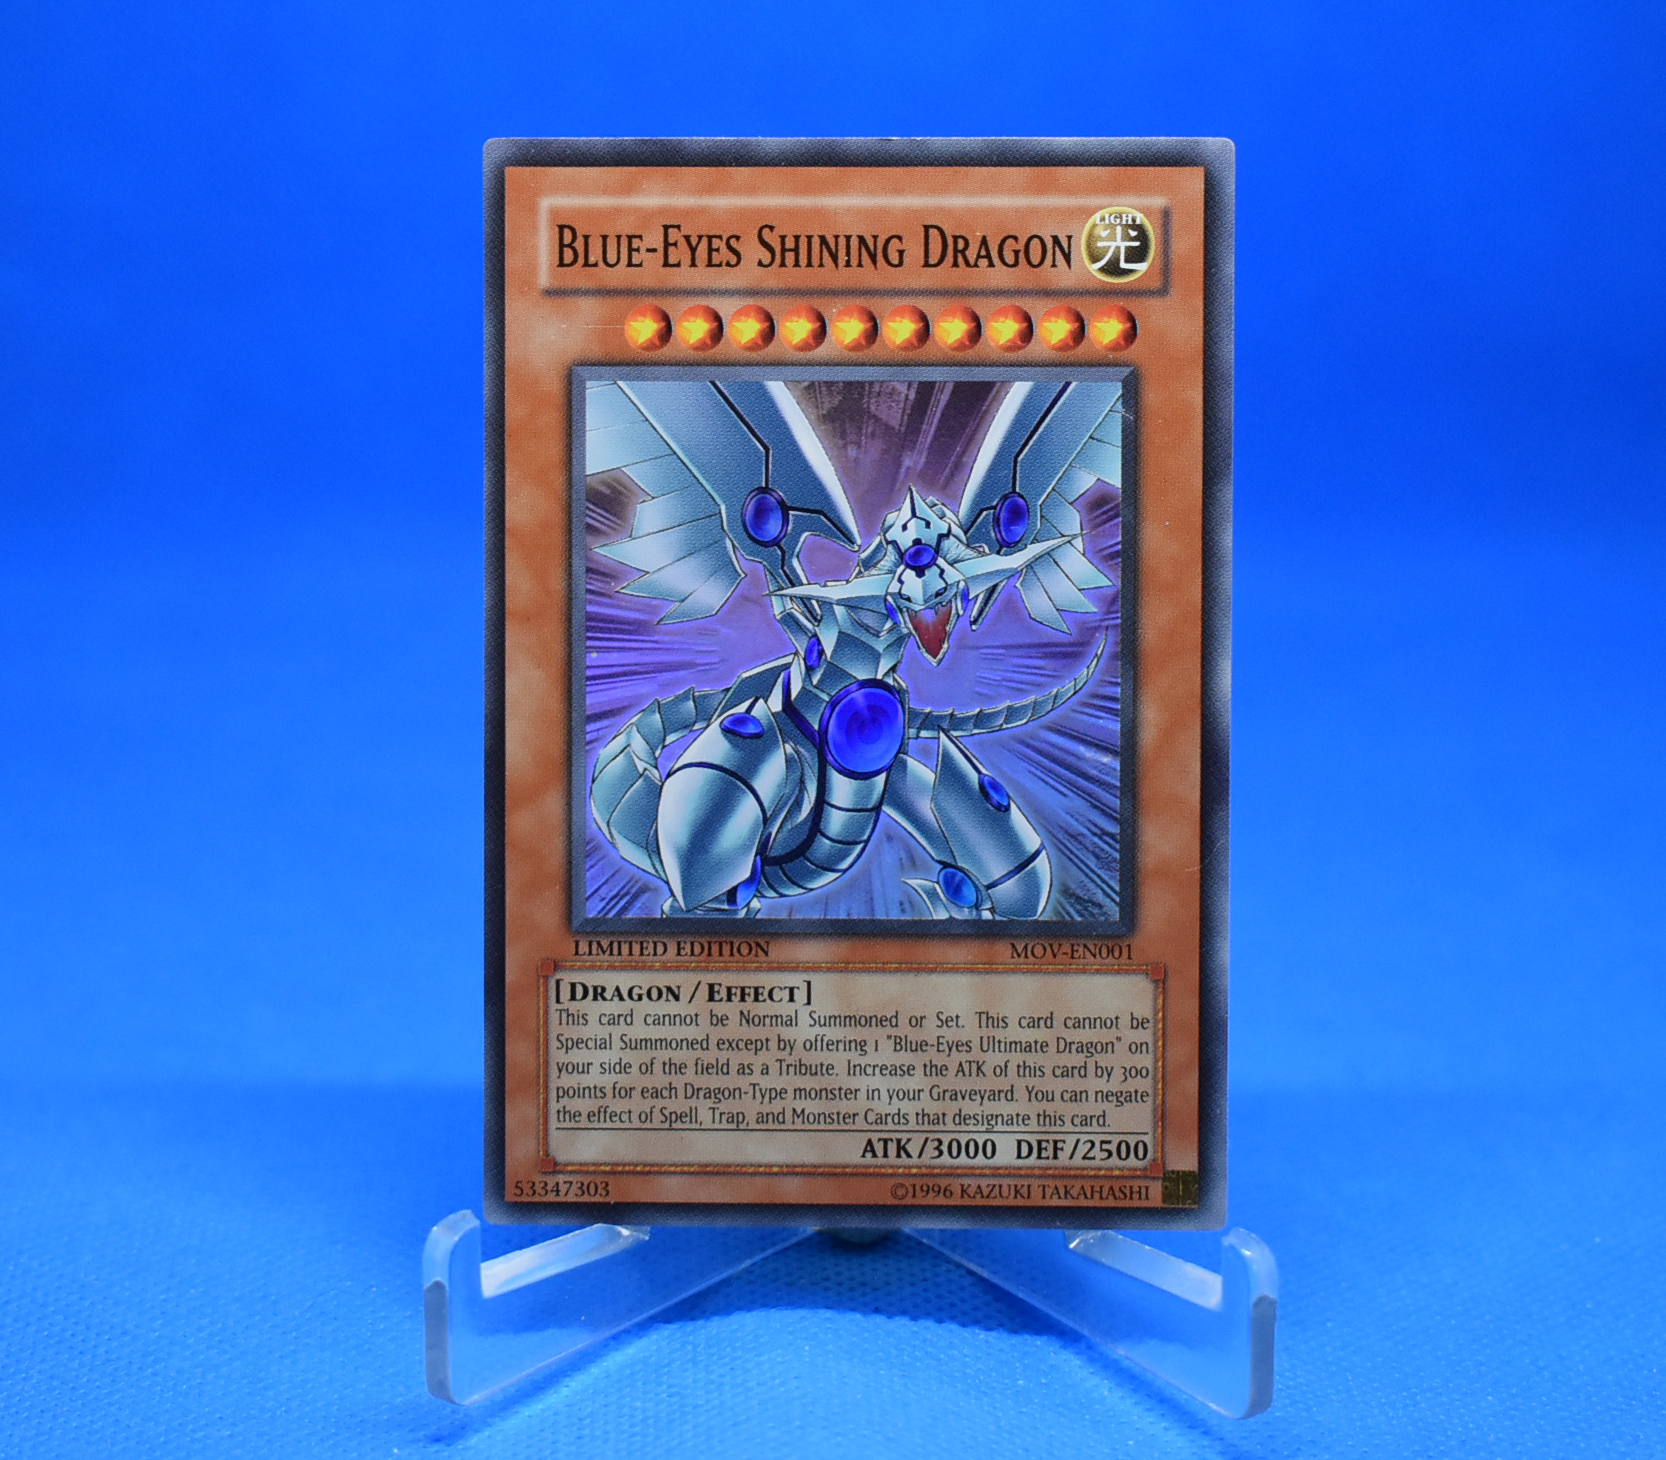 BLUE-EYES SHINING DRAGON
LIGHT
光
LIMITED EDITION
MOV-EN001
[DRAGON / EFFECT]
This card cannot be Normal Summoned or Set. This card cannot be
Special Summoned except by offering 1 "Blue-Eyes Ultimate Dragon" on
your side of the field as a Tribute. Increase the ATK of this card by 300
points for each Dragon-Type monster in your Graveyard. You can negate
the effect of Spell, Trap, and Monster Cards that designate this card.
ATK/3000 DEF/2500
53347303
©1996 KAZUKI TAKAHASHI